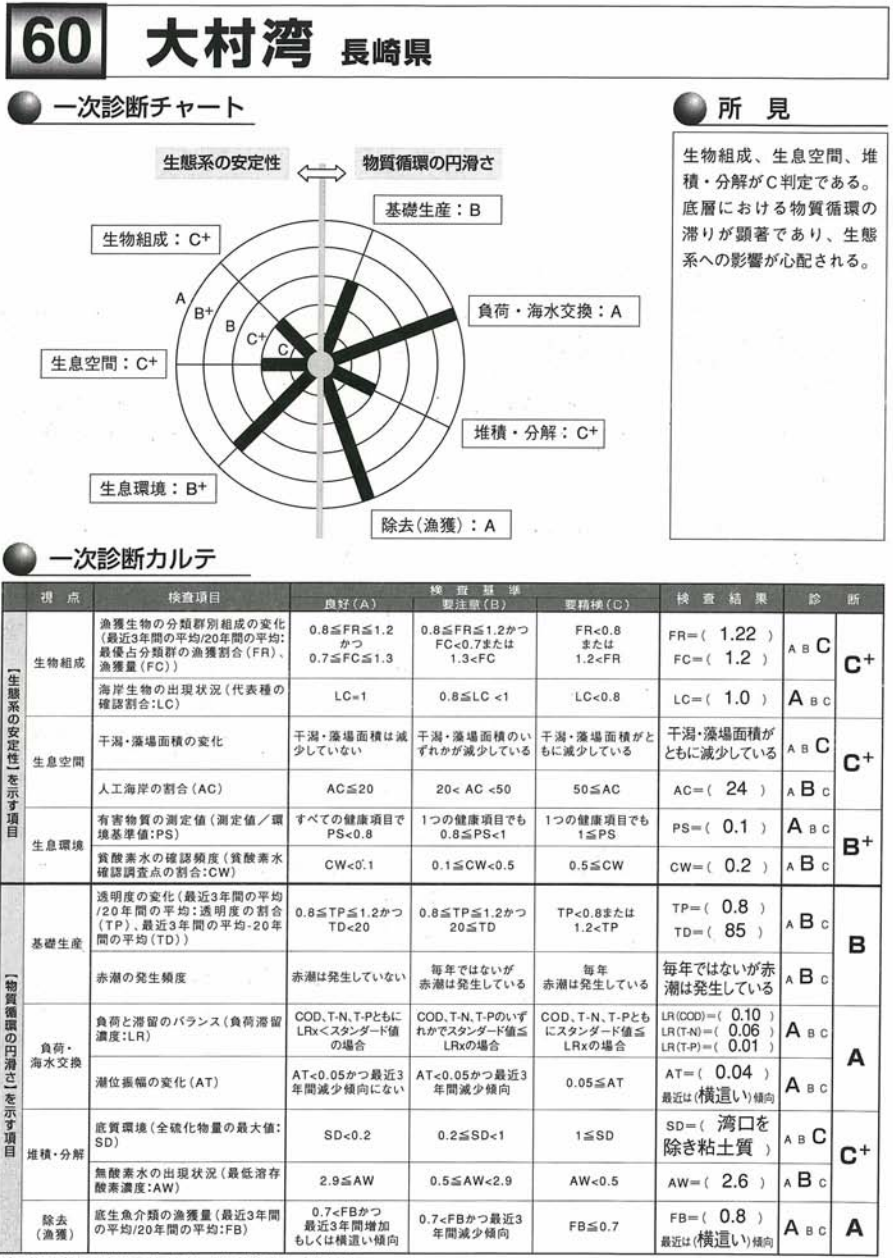 60 大村湾 長崎県
一次診断チャート
生態系の安定性
物質循環の円滑さ
基礎生産：B
生物組成：C+
A
B+
B
C+
C
負荷・海水交換：A
生息空間：C+
堆積・分解：C+
生息環境：B+
除去(漁獲)：A
所 見
生物組成、生息空間、堆
積・分解がC判定である。
底層における物質循環の
滞りが顕著であり、生態
系への影響が心配される。
一次診断カルテ
視 点
検査項目
検 査 基 準
良好(A)
要注意(B)
要精検(C)
検 査 結 果
診 断
【生態系の安定性】を示す項目
生物組成
漁獲生物の分類群別組成の変化
(最近3年間の平均/20年間の平均:
最優占分類群の漁獲割合(FR)、
漁獲量(FC))
0.8≦FR≦1.2
かつ
0.7≦FC≦1.3
0.8≦FR≦1.2かつ
FC<0.7または
1.3<FC
FR<0.8
または
1.2<FR
FR=( 1.22 )
FC=( 1.2 )
A B C
C+
海岸生物の出現状況(代表種の
確認割合:LC)
LC=1
0.8≦LC <1
LC<0.8
LC=( 1.0 )
A B C
生息空間
干潟・藻場面積の変化
干潟・藻場面積は減
少していない
干潟・藻場面積のい
ずれかが減少している
干潟・藻場面積がと
もに減少している
干潟・藻場面積が
ともに減少している
A B C
C+
人工海岸の割合(AC)
AC≦20
20< AC <50
50≦AC
AC=( 24 )
A B C
生息環境
有害物質の測定値(測定値／環
境基準値:PS)
すべての健康項目で
PS<0.8
1つの健康項目でも
0.8≦PS<1
1つの健康項目でも
1≦PS
PS=( 0.1 )
A B C
B+
貧酸素水の確認頻度(貧酸素水
確認調査点の割合:CW)
CW<0.1
0.1≦CW<0.5
0.5≦CW
CW=( 0.2 )
A B C
【物質循環の円滑さ】を示す項目
基礎生産
透明度の変化(最近3年間の平均
/20年間の平均:透明度の割合
(TP)、最近3年間の平均-20年
間の平均(TD))
0.8≦TP≦1.2かつ
TD<20
0.8≦TP≦1.2かつ
20≦TD
TP<0.8または
1.2<TP
TP=( 0.8 )
TD=( 85 )
A B C
B
赤潮の発生頻度
赤潮は発生していない
毎年ではないが
赤潮は発生している
毎年
赤潮は発生している
毎年ではないが赤
潮は発生している
A B C
負荷・
海水交換
負荷と滞留のバランス(負荷滞留
濃度:LR)
COD、T-N、T-Pともに
LRx<スタンダード値
の場合
COD、T-N、T-Pのいず
れかでスタンダード値≦
LRxの場合
COD、T-N、T-Pとも
にスタンダード値≦
LRxの場合
LR(COD)=( 0.10 )
LR(T-N)=( 0.06 )
LR(T-P)=( 0.01 )
A B C
A
潮位振幅の変化(AT)
AT<0.05かつ最近3
年間減少傾向にない
AT<0.05かつ最近3
年間減少傾向
0.05≦AT
AT=( 0.04 )
最近は(横這い)傾向
A B C
堆積・分解
底質環境(全硫化物量の最大値:
SD)
SD<0.2
0.2≦SD<1
1≦SD
SD=( 湾口を
除き粘土質 )
A B C
C+
無酸素水の出現状況(最低溶存
酸素濃度:AW)
2.9≦AW
0.5≦AW<2.9
AW<0.5
AW=( 2.6 )
A B C
除去
(漁獲)
底生魚介類の漁獲量(最近3年間
の平均/20年間の平均:FB)
0.7<FBかつ
最近3年間増加
もしくは横這い傾向
0.7<FBかつ最近3
年間減少傾向
FB≦0.7
FB=( 0.8 )
最近は(横這い)傾向
A B C
A